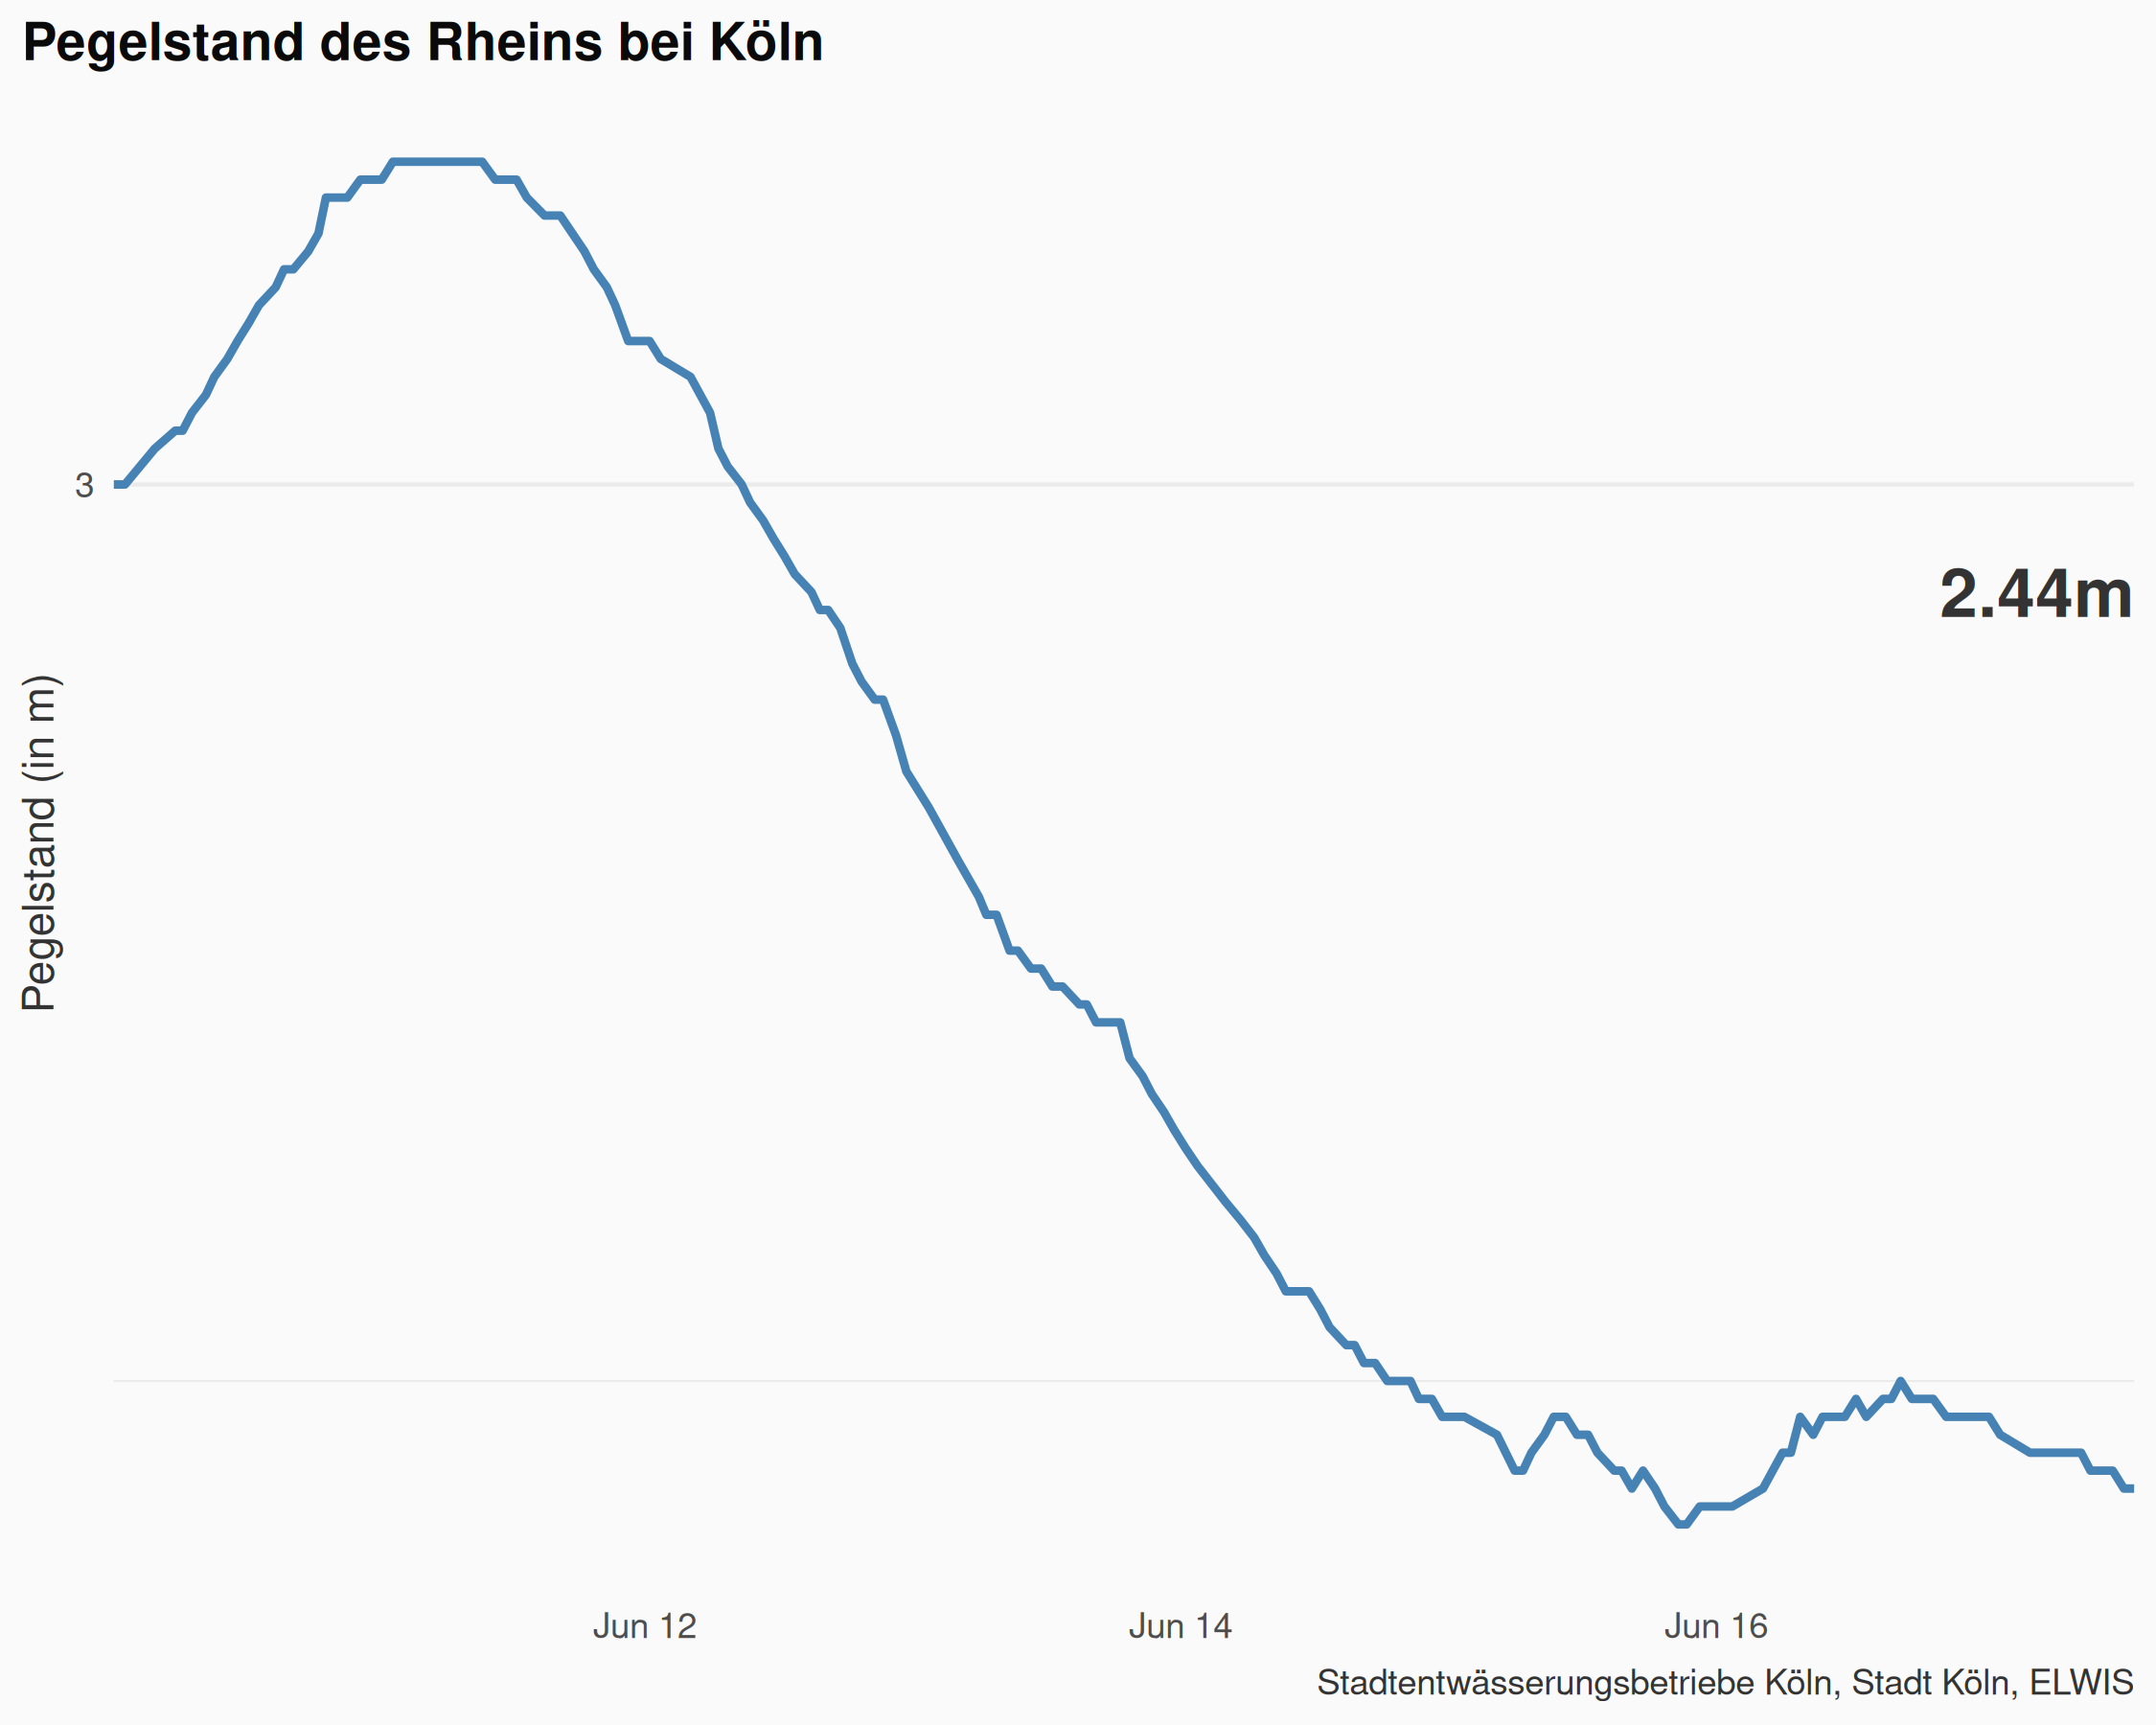 Pegelstand des Rheins bei Köln
3
2.44m
Pegelstand (in m)
Jun 12
Jun 14
Jun 16
Stadtentwässerungsbetriebe Köln, Stadt Köln, ELWIS